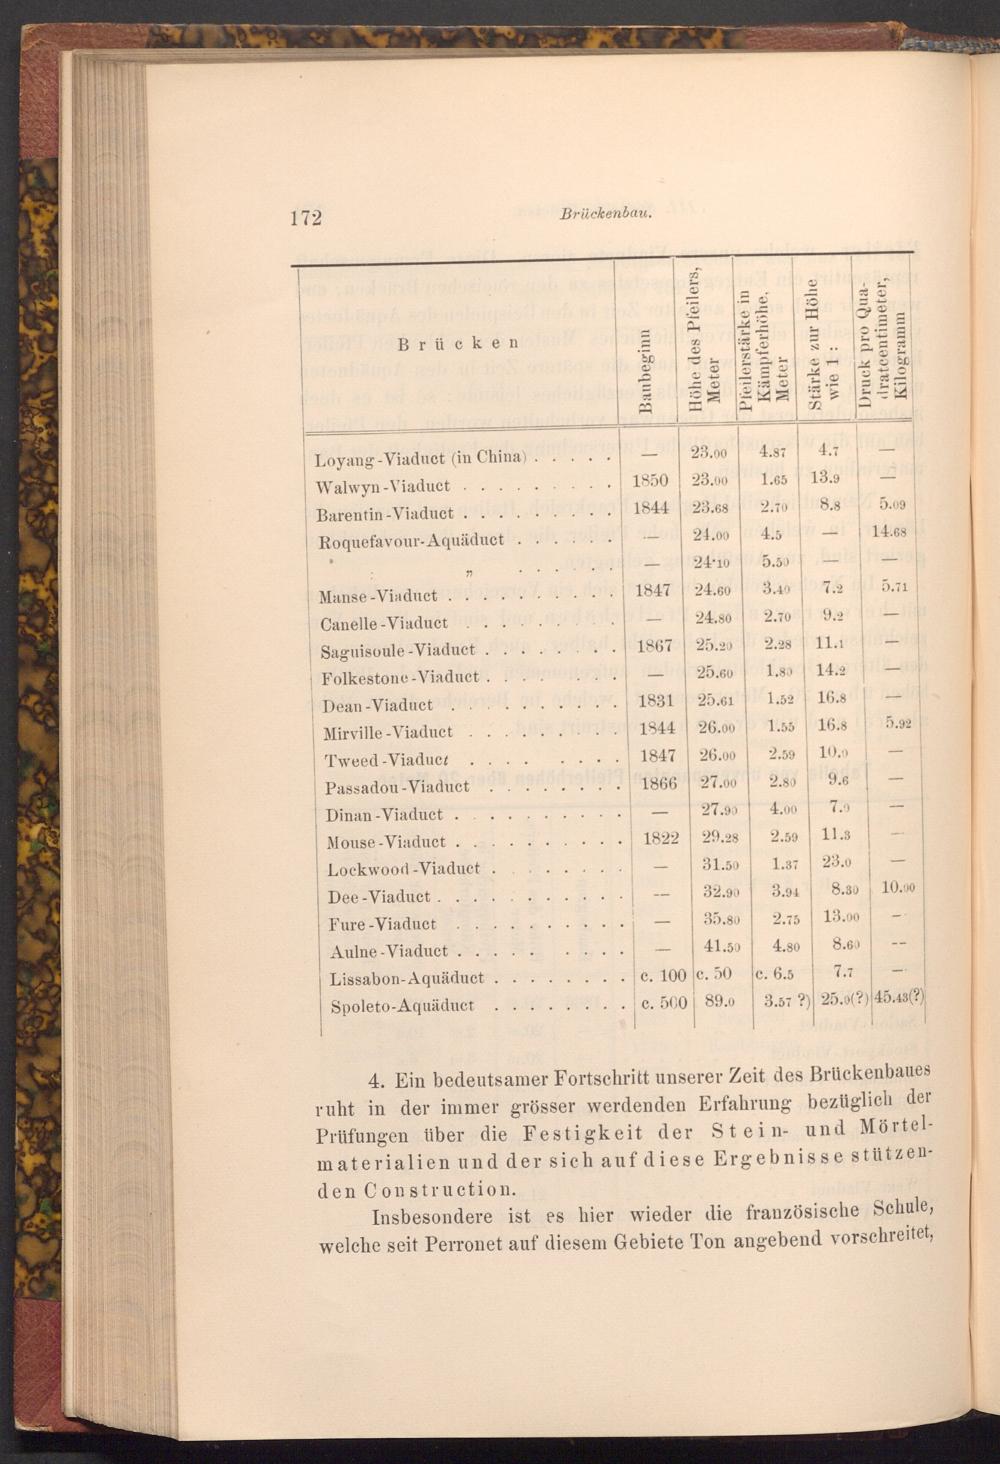 172 Brückenbau.
Brücken | Baubeginn | Höhe des Pfeilers, Meter | Pfeilerstärke in Kämpferhöhe, Meter | Stärke zur Höhe wie 1 : | Druck pro Quadratcentimeter, Kilogramm
Loyang-Viaduct (in China) . . . . . — 23.00 4.87 4.7 —
Walwyn-Viaduct . . . . . . . . . 1850 23.00 1.65 13.9 —
Barentin-Viaduct . . . . . . . . . 1844 23.68 2.70 8.8 5.09
Roquefavour-Aquäduct . . . . . . — 24.00 4.5 — 14.68
„ . . . . . . — 24·10 5.50 — —
Manse-Viaduct . . . . . . . . . . 1847 24.60 3.40 7.2 5.71
Canelle-Viaduct . . . . . . . . . — 24.80 2.70 9.2 —
Saguisoule-Viaduct . . . . . . . . 1867 25.20 2.28 11.1 —
Folkestone-Viaduct . . . . . . . . — 25.60 1.80 14.2 —
Dean-Viaduct . . . . . . . . . . 1831 25.61 1.52 16.8 —
Mirville-Viaduct . . . . . . . . . 1844 26.00 1.55 16.8 5.92
Tweed-Viaduct . . . . . . . . 1847 26.00 2.59 10.0 —
Passadou-Viaduct . . . . . . . . 1866 27.00 2.80 9.6 —
Dinan-Viaduct . . . . . . . . . . — 27.90 4.00 7.0 —
Mouse-Viaduct . . . . . . . . . . 1822 29.28 2.59 11.3 —
Lockwood-Viaduct . . . . . . . . — 31.50 1.37 23.0 —
Dee-Viaduct . . . . . . . . . . . — 32.90 3.94 8.30 10.00
Fure-Viaduct . . . . . . . . . . — 35.80 2.75 13.00 —
Aulne-Viaduct . . . . . . . . . — 41.50 4.80 8.60 —
Lissabon-Aquäduct . . . . . . . . c. 100 c. 50 c. 6.5 7.7 —
Spoleto-Aquäduct . . . . . . . . c. 500 89.0 3.57 ?) 25.0(?) 45.43(?)
4. Ein bedeutsamer Fortschritt unserer Zeit des Brückenbaues
ruht in der immer grösser werdenden Erfahrung bezüglich der
Prüfungen über die Festigkeit der Stein- und Mörtel-
materialien und der sich auf diese Ergebnisse stützen-
den Construction.
Insbesondere ist es hier wieder die französische Schule,
welche seit Perronet auf diesem Gebiete Ton angebend vorschreitet,